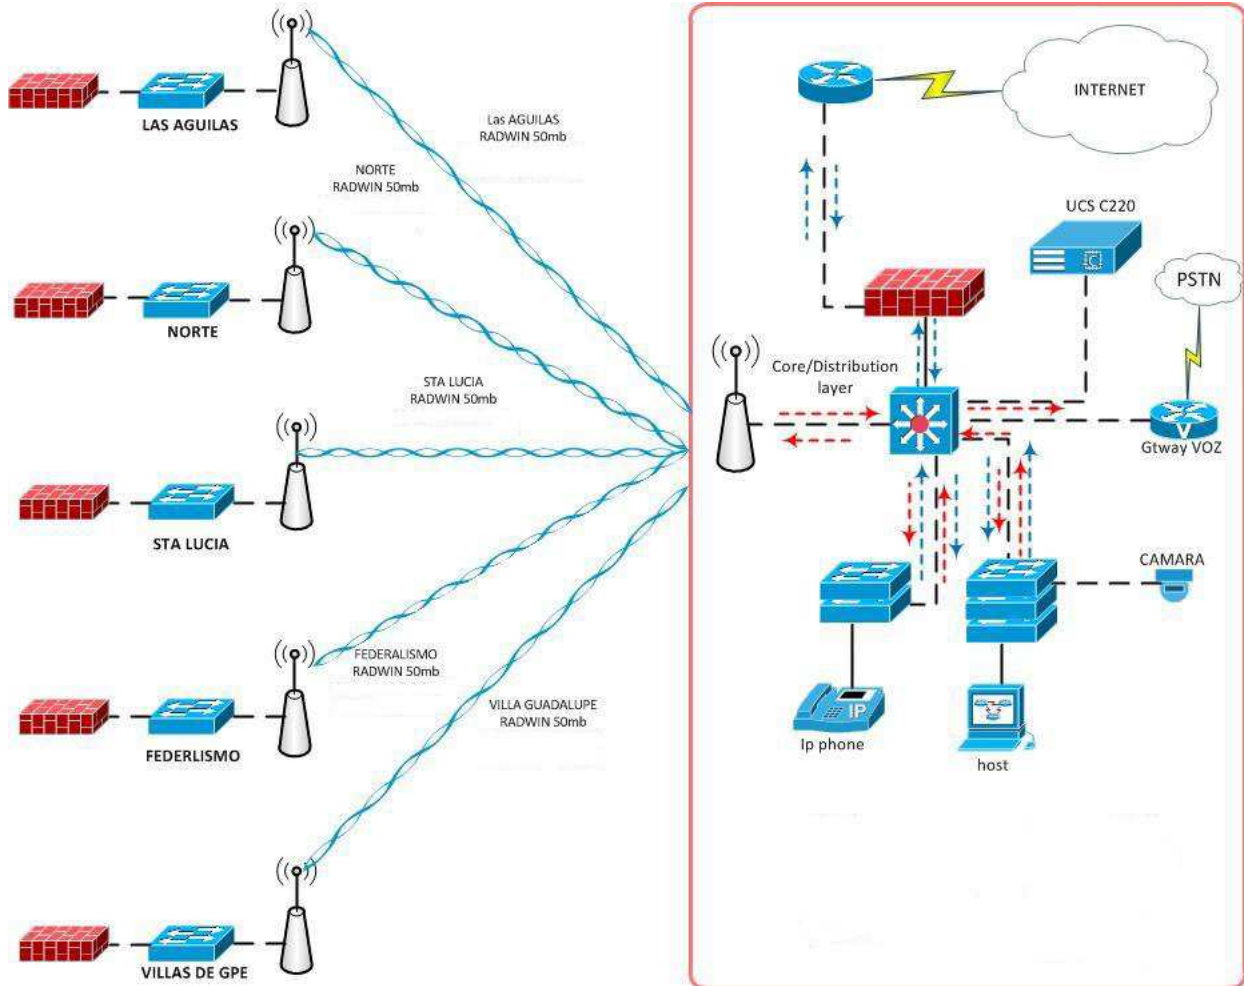 LAS AGUILAS
Las AGUILAS
RADWIN 50mb
NORTE
RADWIN 50mb
NORTE
STA LUCIA
RADWIN 50mb
STA LUCIA
FEDERALISMO
RADWIN 50mb
FEDERLISMO
VILLA GUADALUPE
RADWIN 50mb
VILLAS DE GPE
INTERNET
UCS C220
C
PSTN
Core/Distribution
layer
V
Gtway VOZ
CAMARA
IP
Ip phone
host